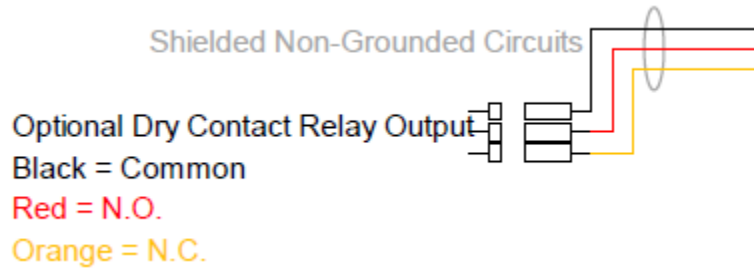 Shielded Non-Grounded Circuits
Optional Dry Contact Relay Output
Black = Common
Red = N.O.
Orange = N.C.